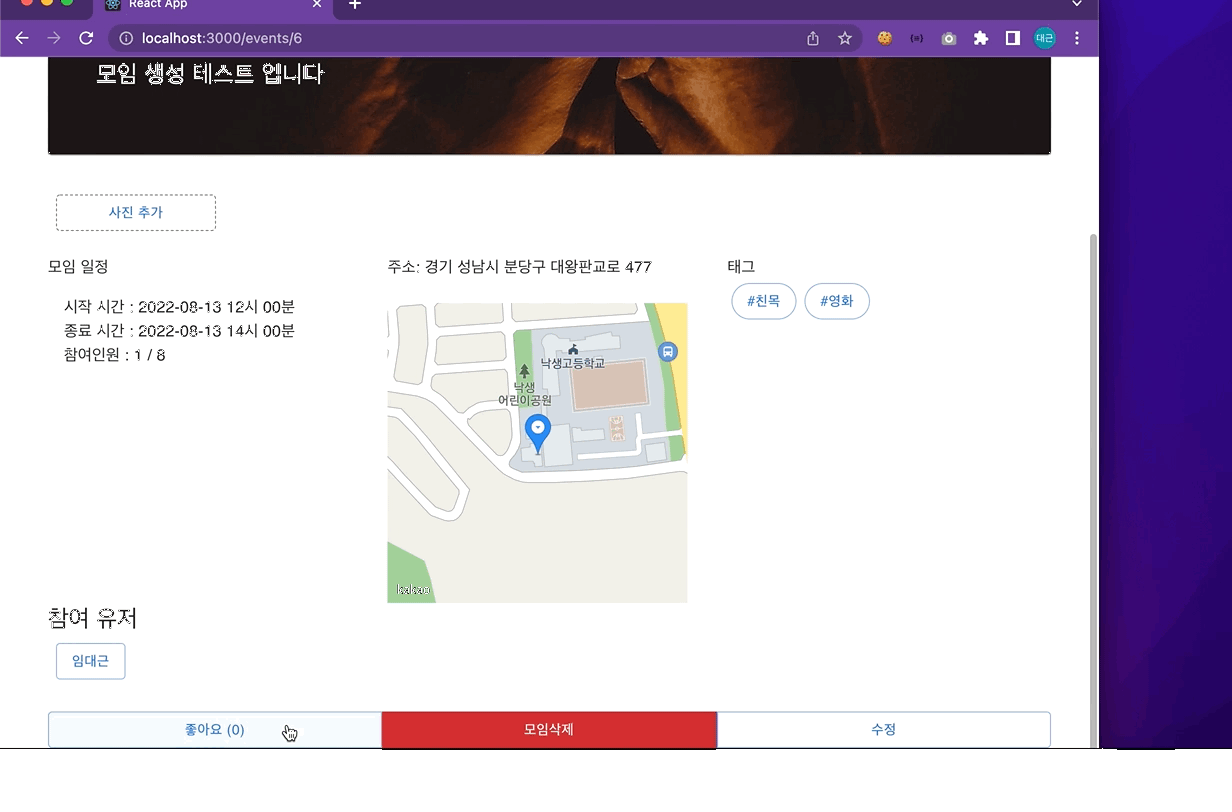 React App
localhost:3000/events/6
대근
모임 생성 테스트 엡니다
사진 추가
모임 일정
시작 시간 : 2022-08-13 12시 00분
종료 시간 : 2022-08-13 14시 00분
참여인원 : 1 / 8
주소: 경기 성남시 분당구 대왕판교로 477
낙생고등학교
낙생
어린이공원
kakao
태그
#친목
#영화
참여 유저
임대근
좋아요 (0)
모임삭제
수정